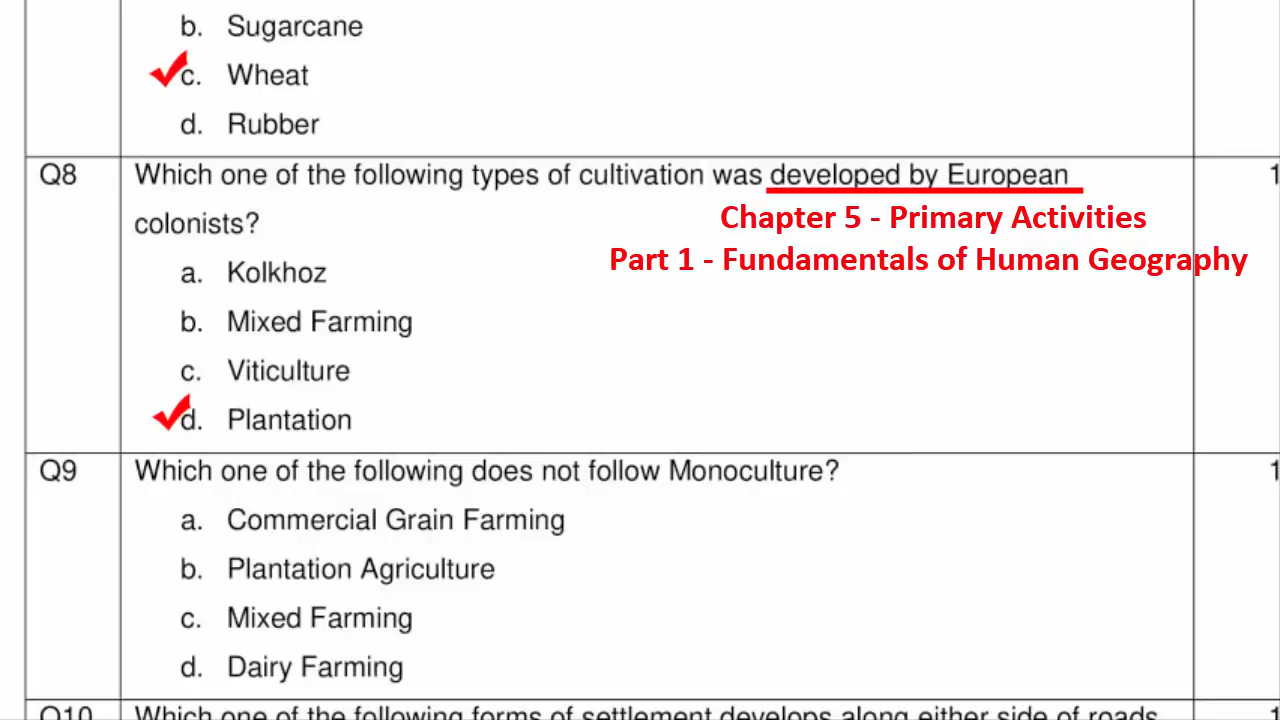 b. Sugarcane
c. Wheat
d. Rubber
Q8 Which one of the following types of cultivation was developed by European 1
colonists?
Chapter 5 - Primary Activities
Part 1 - Fundamentals of Human Geography
a. Kolkhoz
b. Mixed Farming
c. Viticulture
d. Plantation
Q9 Which one of the following does not follow Monoculture? 1
a. Commercial Grain Farming
b. Plantation Agriculture
c. Mixed Farming
d. Dairy Farming
Q10 Which one of the following forms of settlement develops along either side of roads 1